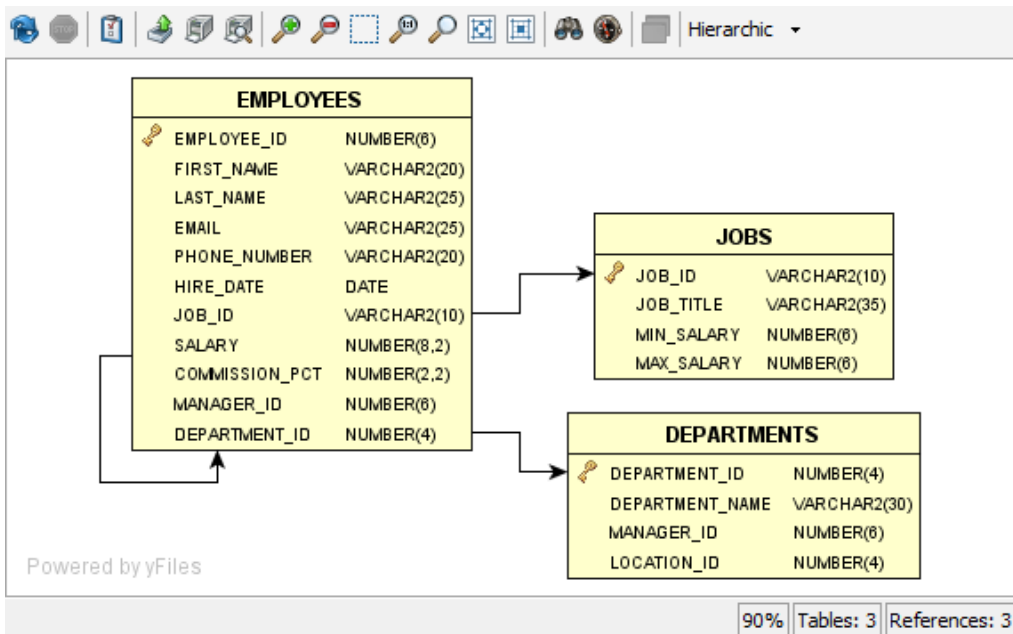 STOP
1:1
Hierarchic
EMPLOYEES
EMPLOYEE_ID NUMBER(6)
FIRST_NAME VARCHAR2(20)
LAST_NAME VARCHAR2(25)
EMAIL VARCHAR2(25)
PHONE_NUMBER VARCHAR2(20)
HIRE_DATE DATE
JOB_ID VARCHAR2(10)
SALARY NUMBER(8,2)
COMMISSION_PCT NUMBER(2,2)
MANAGER_ID NUMBER(6)
DEPARTMENT_ID NUMBER(4)
JOBS
JOB_ID VARCHAR2(10)
JOB_TITLE VARCHAR2(35)
MIN_SALARY NUMBER(6)
MAX_SALARY NUMBER(6)
DEPARTMENTS
DEPARTMENT_ID NUMBER(4)
DEPARTMENT_NAME VARCHAR2(30)
MANAGER_ID NUMBER(6)
LOCATION_ID NUMBER(4)
Powered by yFiles
90% Tables: 3 References: 3